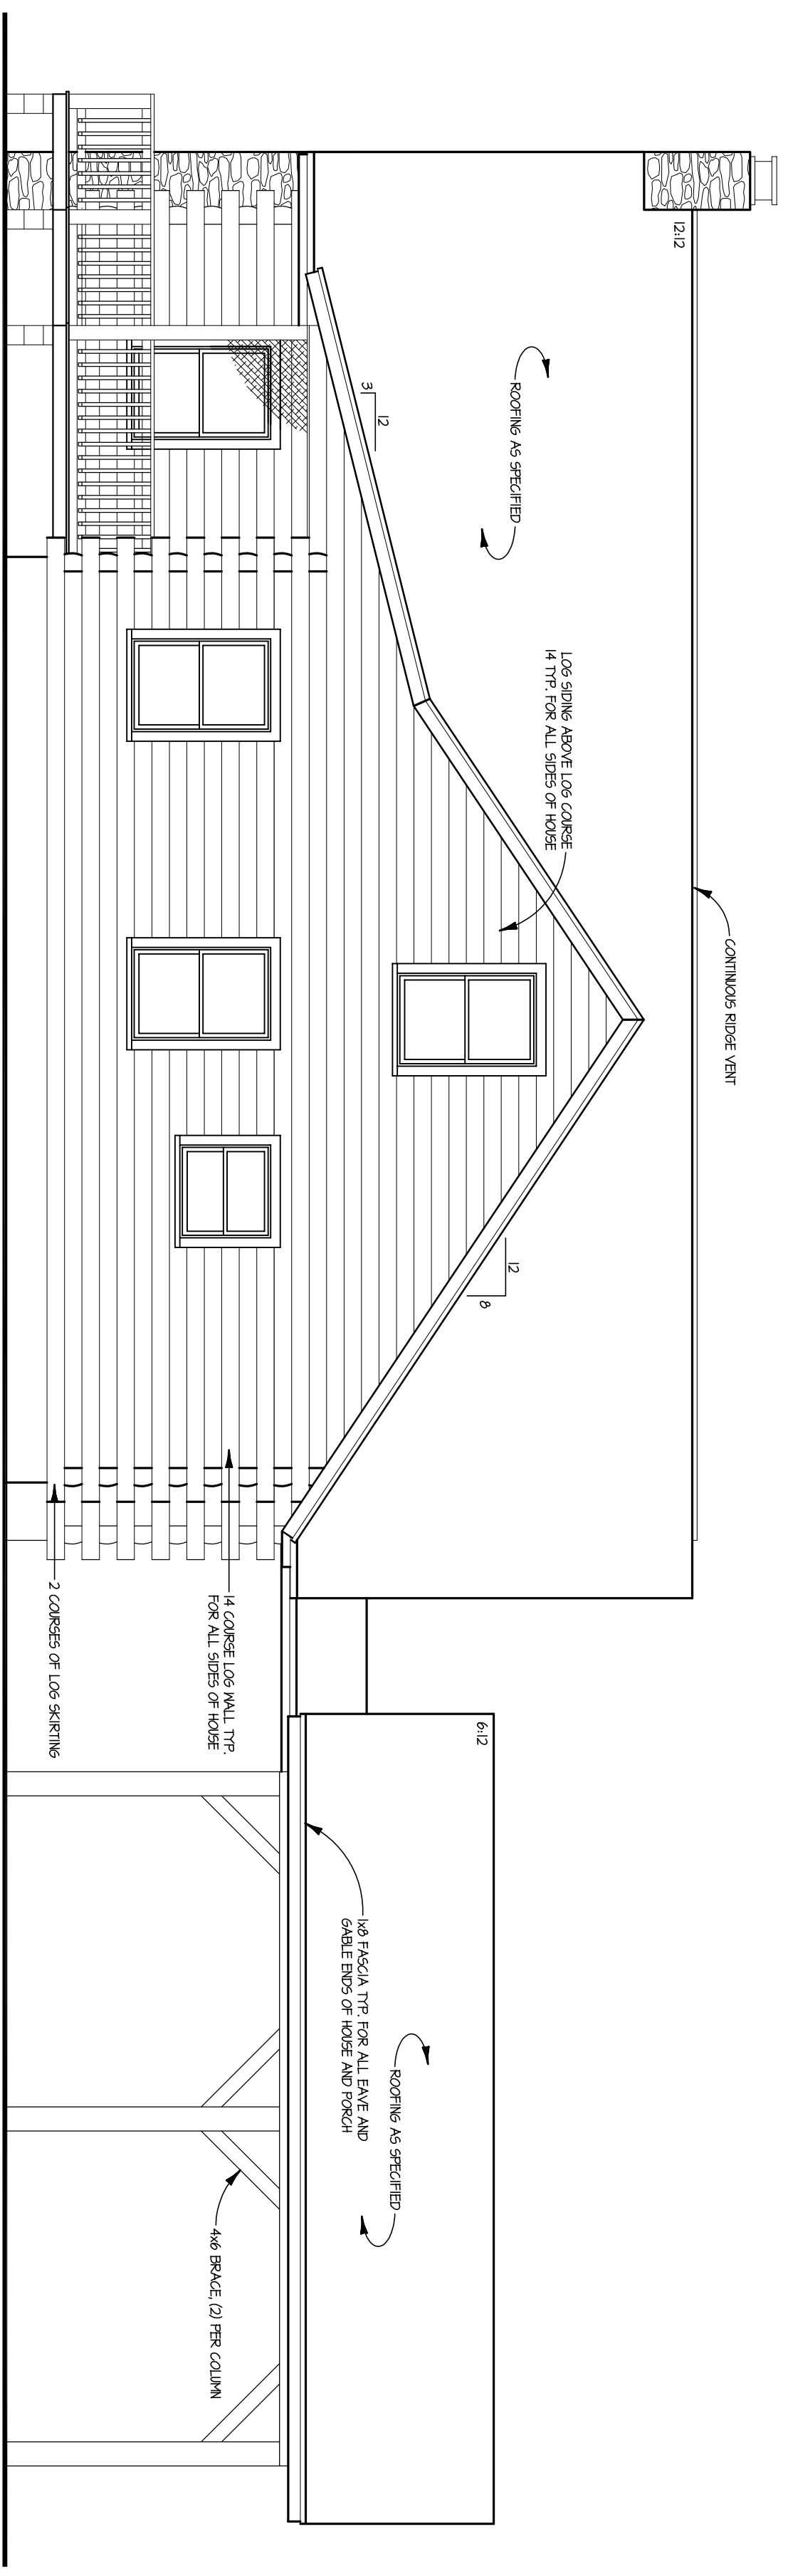 12:12
ROOFING AS SPECIFIED
3
12
LOG SIDING ABOVE LOG COURSE
14 TYP. FOR ALL SIDES OF HOUSE
CONTINUOUS RIDGE VENT
12
8
2 COURSES OF LOG SKIRTING
14 COURSE LOG WALL TYP.
FOR ALL SIDES OF HOUSE
6:12
1x8 FASCIA TYP. FOR ALL EAVE AND
GABLE ENDS OF HOUSE AND PORCH
ROOFING AS SPECIFIED
4x6 BRACE, (2) PER COLUMN